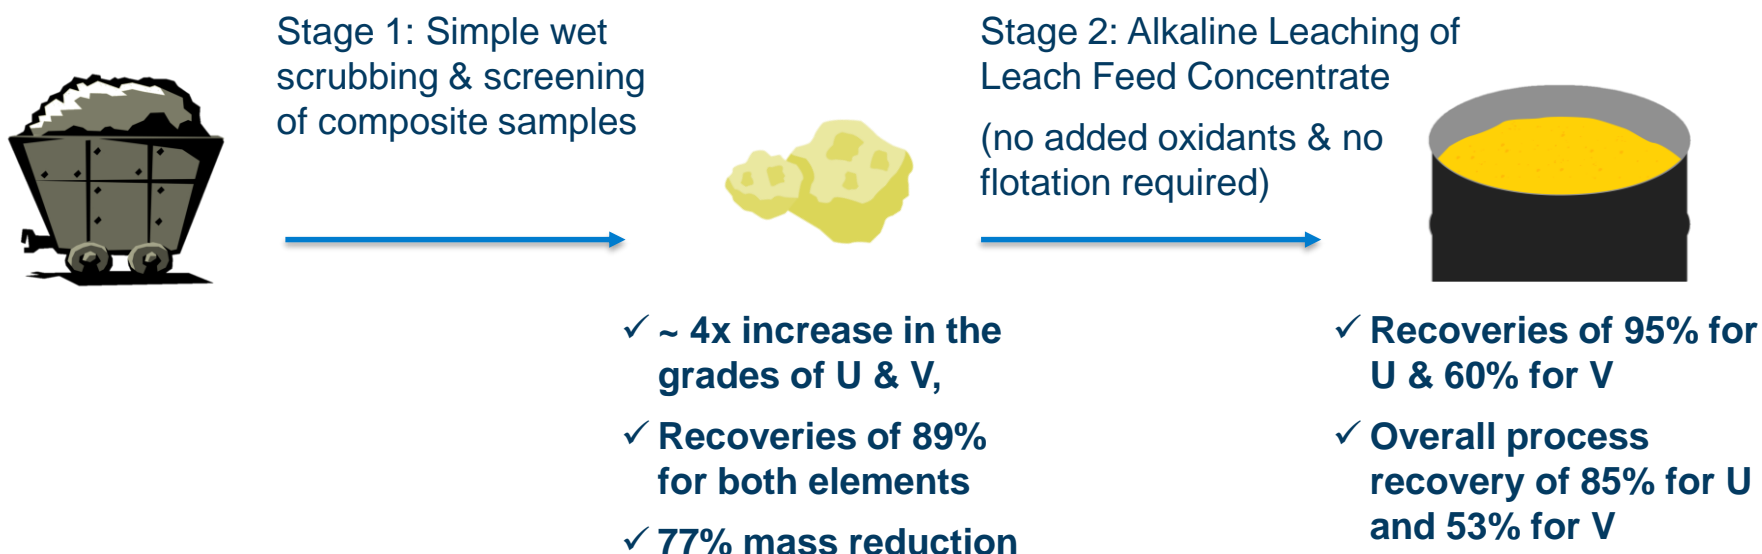 Stage 1: Simple wet
scrubbing & screening
of composite samples
Stage 2: Alkaline Leaching of
Leach Feed Concentrate
(no added oxidants & no
flotation required)
✓ ~ 4x increase in the
grades of U & V,
✓ Recoveries of 89%
for both elements
✓ 77% mass reduction
✓ Recoveries of 95% for
U & 60% for V
✓ Overall process
recovery of 85% for U
and 53% for V